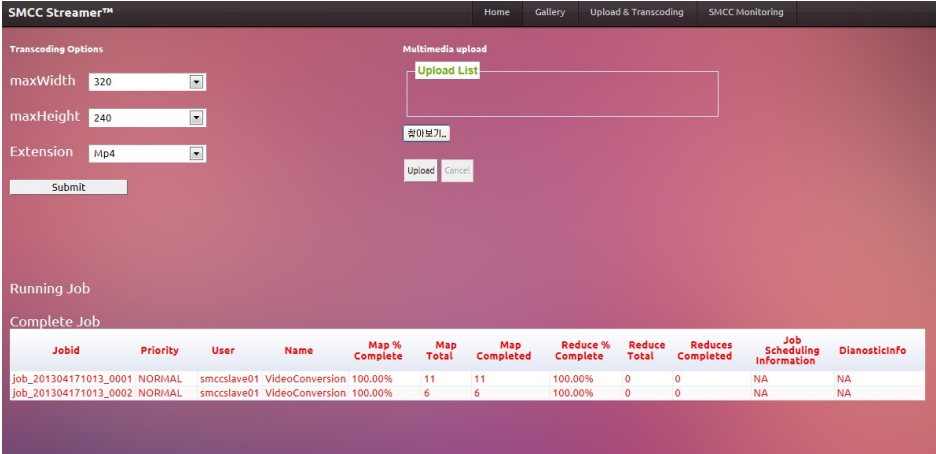 SMCC Streamer™
Home Gallery Upload & Transcoding SMCC Monitoring
Transcoding Options
maxWidth 320
maxHeight 240
Extension Mp4
Submit
Multimedia upload
Upload List
찾아보기..
Upload Cancel
Running Job
Complete Job
Jobid Priority User Name Map % Complete Map Total Map Completed Reduce % Complete Reduce Total Reduces Completed Job Scheduling Information DianosticInfo
job_201304171013_0001 NORMAL smccslave01 VideoConversion 100.00% 11 11 100.00% 0 0 NA NA
job_201304171013_0002 NORMAL smccslave01 VideoConversion 100.00% 6 6 100.00% 0 0 NA NA